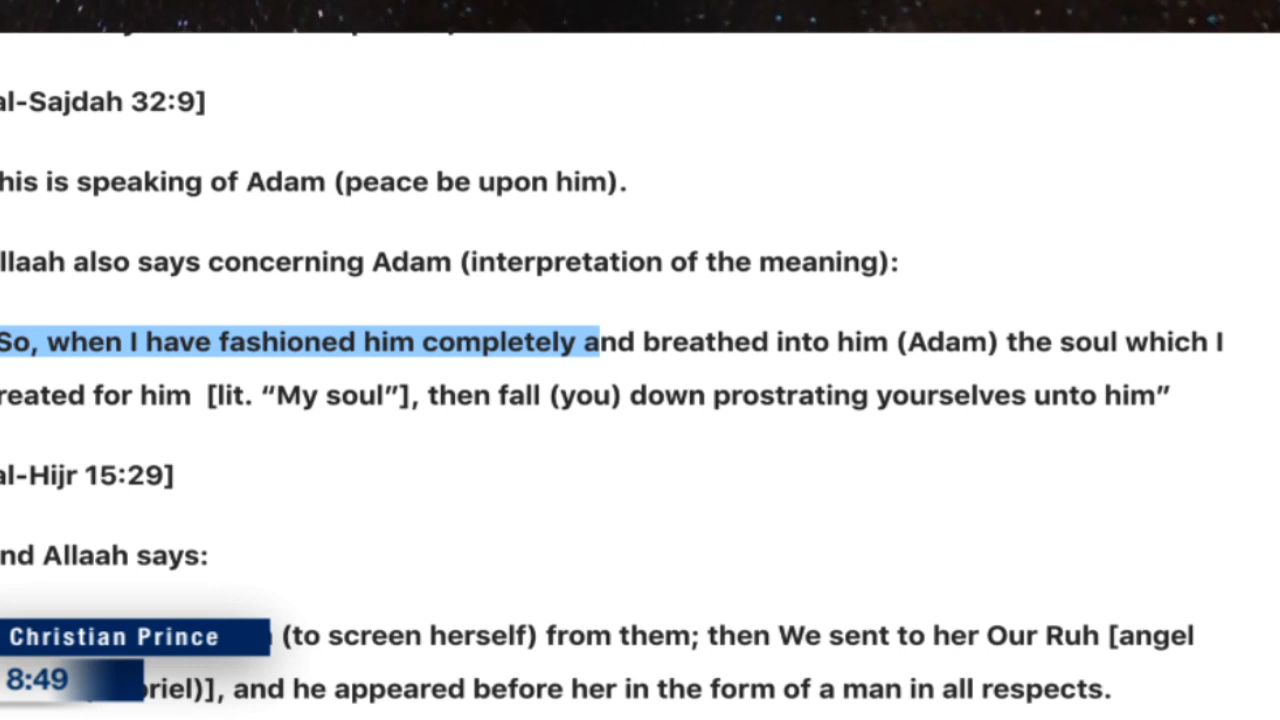 al-Sajdah 32:9]
his is speaking of Adam (peace be upon him).
llaah also says concerning Adam (interpretation of the meaning):
So, when I have fashioned him completely and breathed into him (Adam) the soul which I
reated for him [lit. “My soul”], then fall (you) down prostrating yourselves unto him”
al-Hijr 15:29]
nd Allaah says:
(to screen herself) from them; then We sent to her Our Ruh [angel
Christian Prince
8:49
riel)], and he appeared before her in the form of a man in all respects.